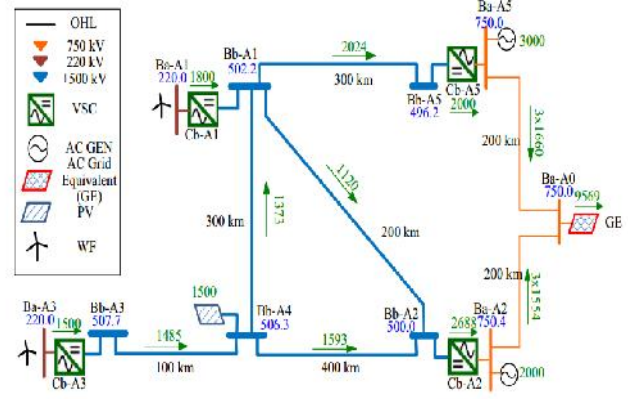 OHL
750 kV
220 kV
1500 kV
VSC
AC GEN
AC Grid
Equivalent
(GE)
PV
WF
Ba-A1
220.0
1800
Cb-A1
Bb-A1
502.2
2024
300 km
Bb-A5
496.2
Cb-A5
2000
Ba-A5
750.0
3000
200 km
3x1660
Ba-A0
750.0
9569
GE
1120
200 km
300 km
1373
200 km
3x1554
Ba-A3
220.0
1500
Cb-A3
Bb-A3
507.7
1485
100 km
1500
Bb-A4
506.3
1593
400 km
Bb-A2
500.0
2688
Cb-A2
Ba-A2
750.4
2000